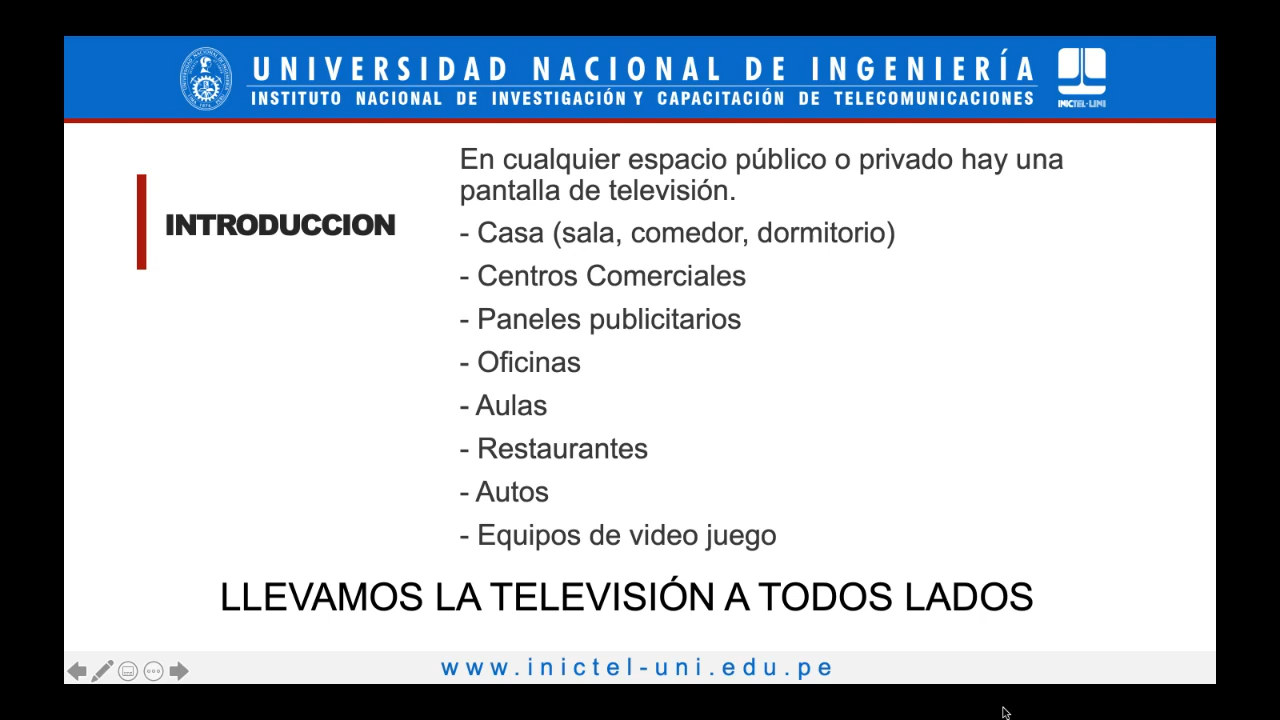 UNIVERSIDAD NACIONAL DE INGENIERÍA
INSTITUTO NACIONAL DE INVESTIGACIÓN Y CAPACITACIÓN DE TELECOMUNICACIONES
INICTEL-UNI
INTRODUCCION
En cualquier espacio público o privado hay una
pantalla de televisión.
- Casa (sala, comedor, dormitorio)
- Centros Comerciales
- Paneles publicitarios
- Oficinas
- Aulas
- Restaurantes
- Autos
- Equipos de video juego
LLEVAMOS LA TELEVISIÓN A TODOS LADOS
www.inictel-uni.edu.pe